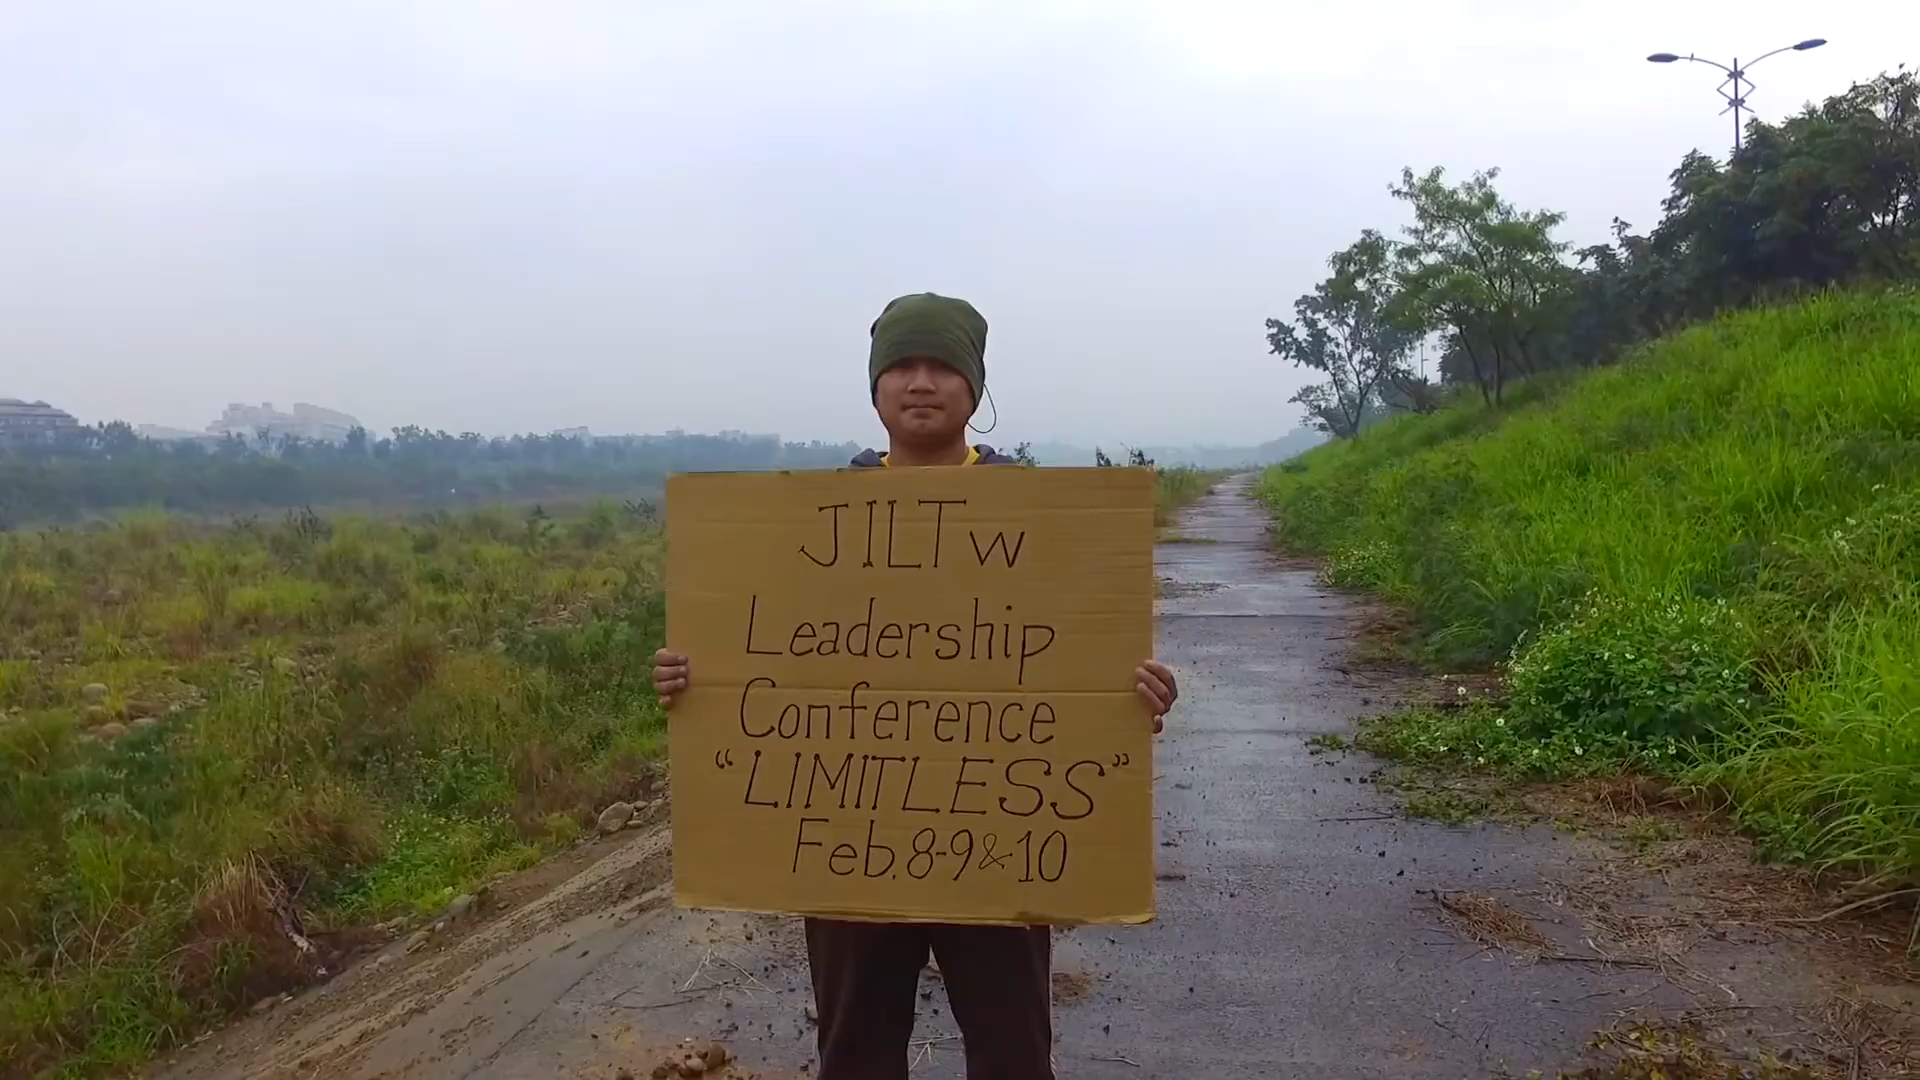 JILTw
Leadership
Conference
“LIMITLESS”
Feb. 8-9&10